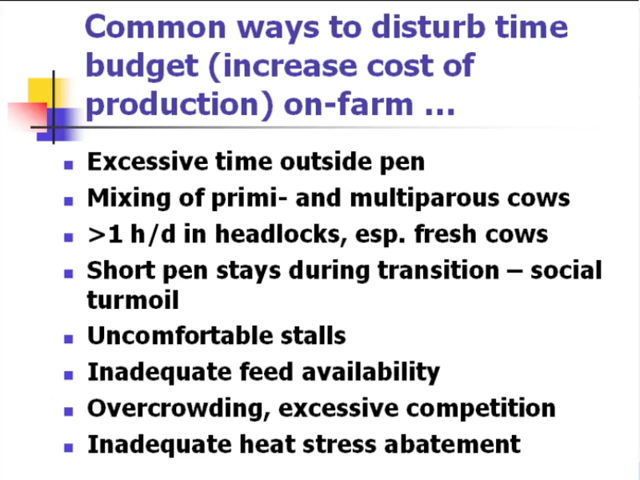 Common ways to disturb time
budget (increase cost of
production) on-farm ...
Excessive time outside pen
Mixing of primi- and multiparous cows
>1 h/d in headlocks, esp. fresh cows
Short pen stays during transition – social
turmoil
Uncomfortable stalls
Inadequate feed availability
Overcrowding, excessive competition
Inadequate heat stress abatement